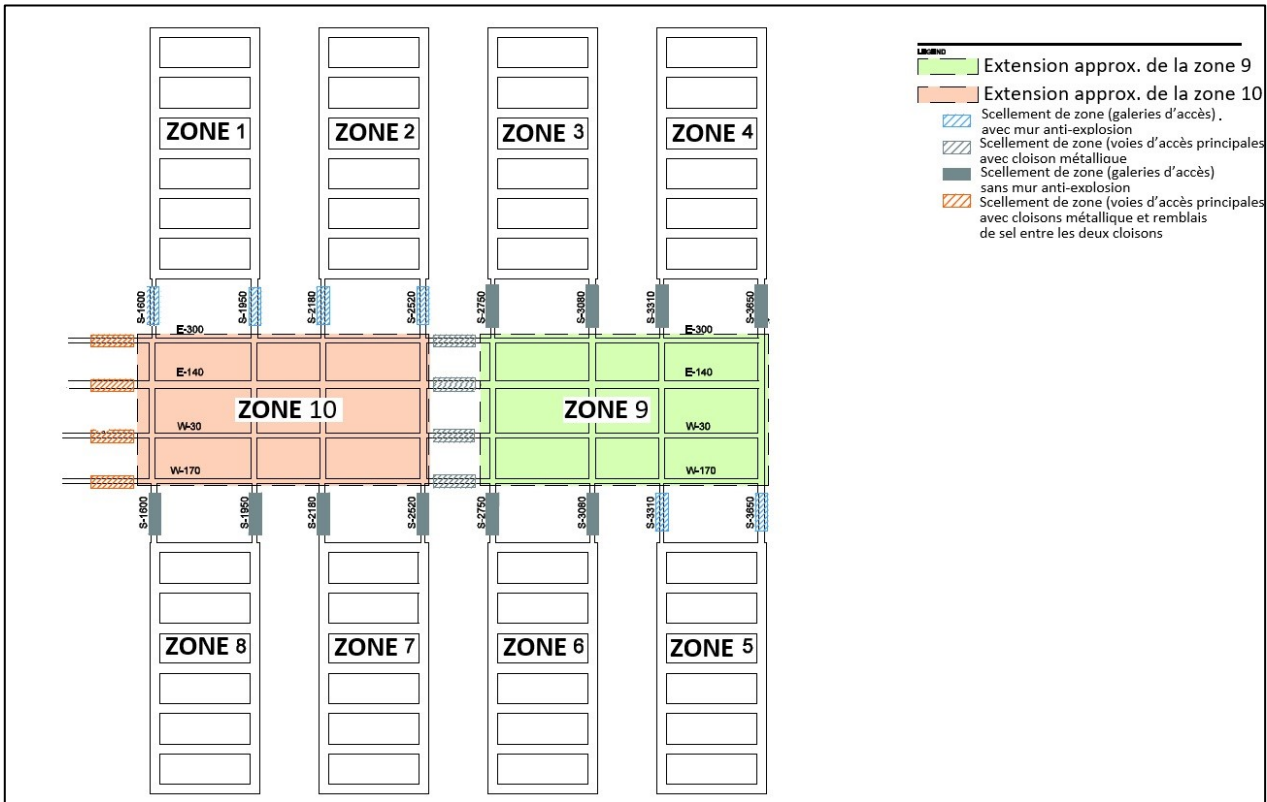 LEGEND
Extension approx. de la zone 9
Extension approx. de la zone 10
Scellement de zone (galeries d'accès) .
avec mur anti-explosion
Scellement de zone (voies d'accès principales
avec cloison métallique
Scellement de zone (galeries d'accès)
sans mur anti-explosion
Scellement de zone (voies d'accès principales
avec cloisons métallique et remblais
de sel entre les deux cloisons
ZONE 1
ZONE 2
ZONE 3
ZONE 4
S-1600
S-1950
S-2180
S-2520
S-2750
S-3080
S-3310
S-3650
E-300
E-300
E-140
E-140
ZONE 10
ZONE 9
W-30
W-30
W-170
W-170
S-1600
S-1950
S-2180
S-2520
S-2750
S-3080
S-3310
S-3650
ZONE 8
ZONE 7
ZONE 6
ZONE 5